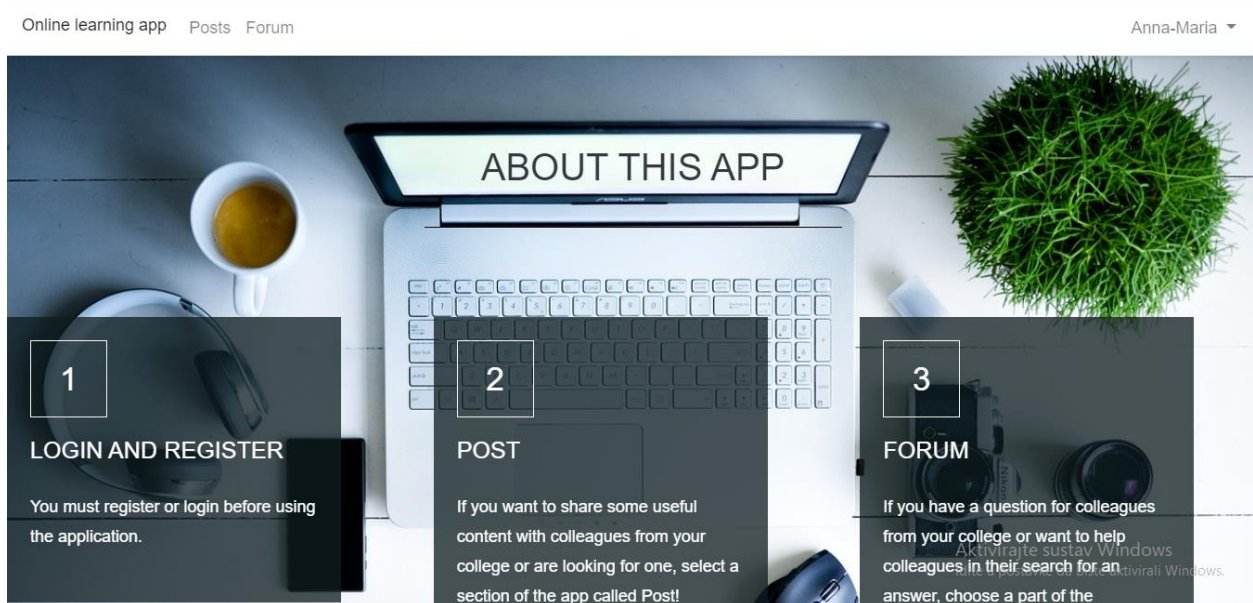 Online learning app Posts Forum Anna-Maria
ABOUT THIS APP
ASUS
1
LOGIN AND REGISTER
You must register or login before using
the application.
2
POST
If you want to share some useful
content with colleagues from your
college or are looking for one, select a
section of the app called Post!
3
FORUM
If you have a question for colleagues
from your college or want to help
colleagues in their search for an
answer, choose a part of the
Aktivirajte sustav Windows
aktivirali Windows.
Nikon